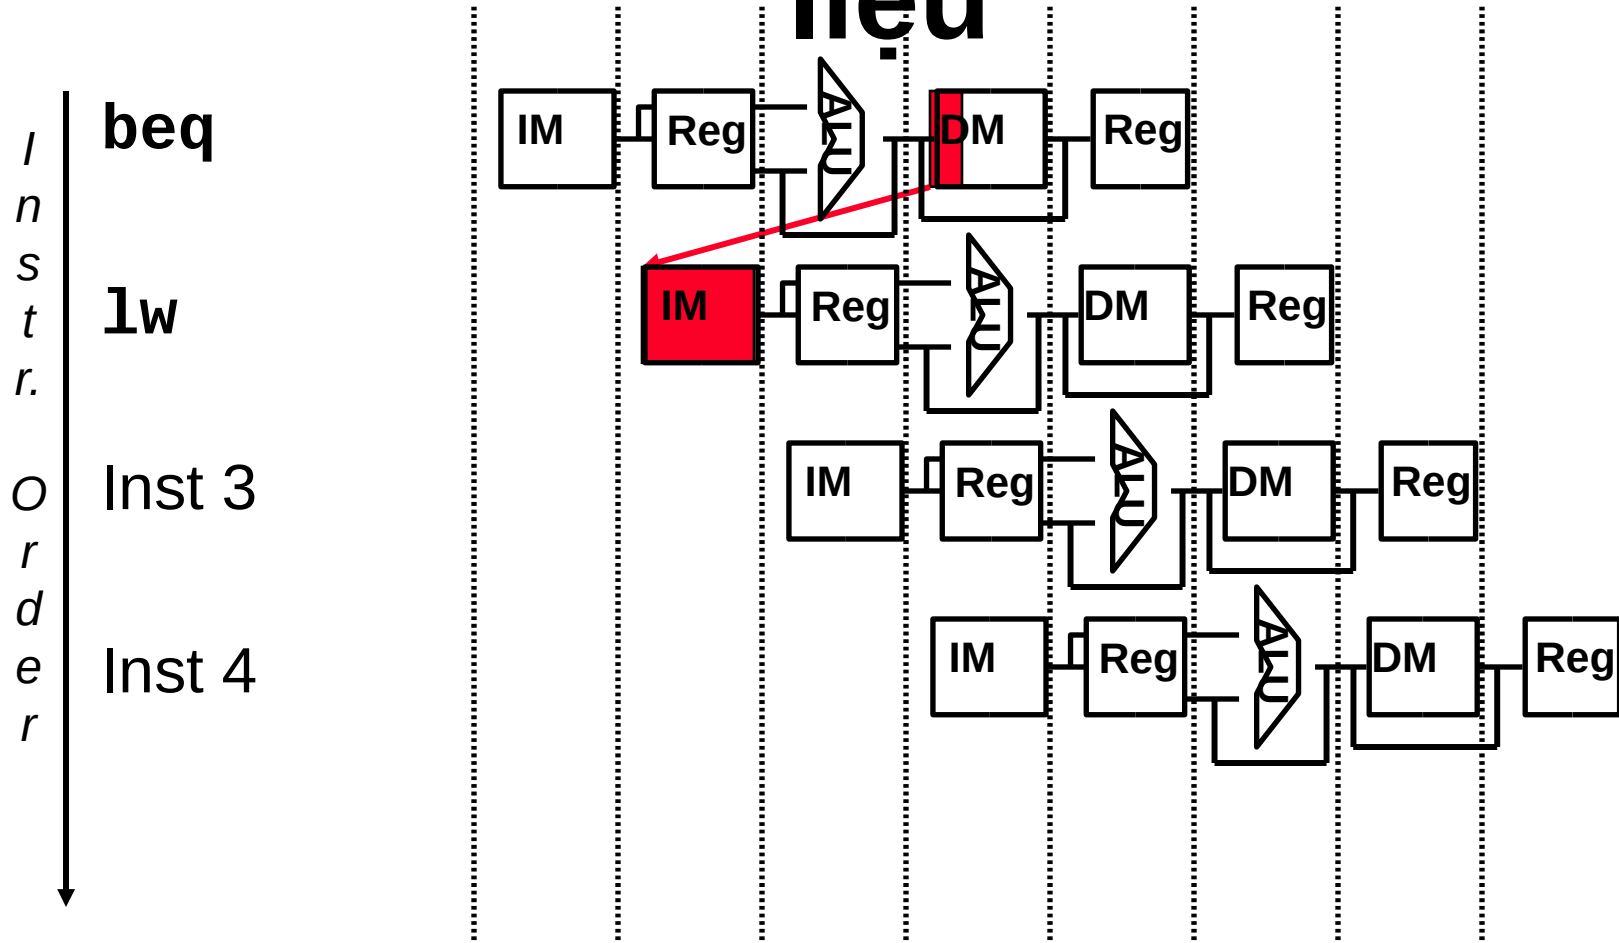 beq
IM Reg ALU DM Reg
lw
IM Reg ALU DM Reg
Inst 3
IM Reg ALU DM Reg
Inst 4
IM Reg ALU DM Reg
I
n
s
t
r.
O
r
d
e
r